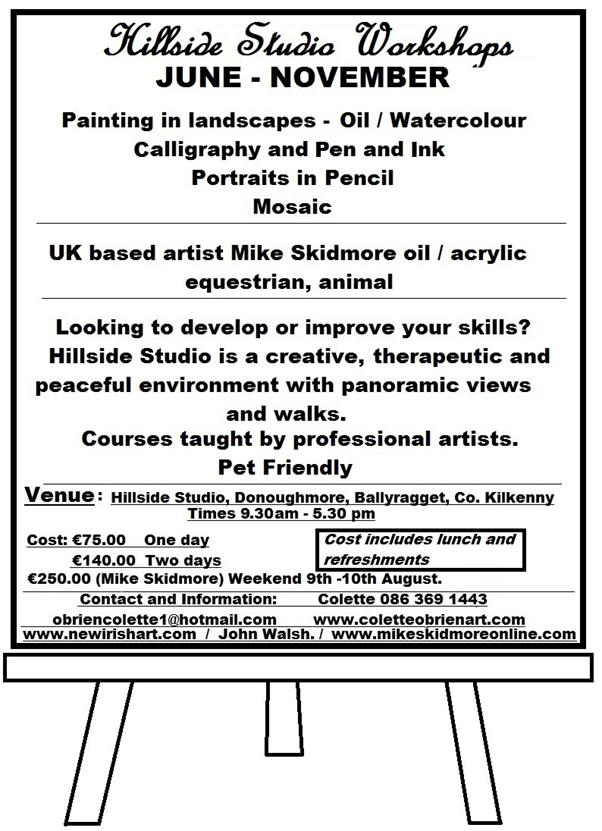 Hillside Studio Workshops
JUNE - NOVEMBER
Painting in landscapes - Oil / Watercolour
Calligraphy and Pen and Ink
Portraits in Pencil
Mosaic
UK based artist Mike Skidmore oil / acrylic
equestrian, animal
Looking to develop or improve your skills?
Hillside Studio is a creative, therapeutic and
peaceful environment with panoramic views
and walks.
Courses taught by professional artists.
Pet Friendly
Venue: Hillside Studio, Donoughmore, Ballyragget, Co. Kilkenny
Times 9.30am - 5.30 pm
Cost: €75.00 One day
€140.00 Two days
Cost includes lunch and
refreshments
€250.00 (Mike Skidmore) Weekend 9th -10th August.
Contact and Information: Colette 086 369 1443
obriencolette1@hotmail.com www.coletteobrienart.com
www.newirishart.com / John Walsh. / www.mikeskidmoreonline.com